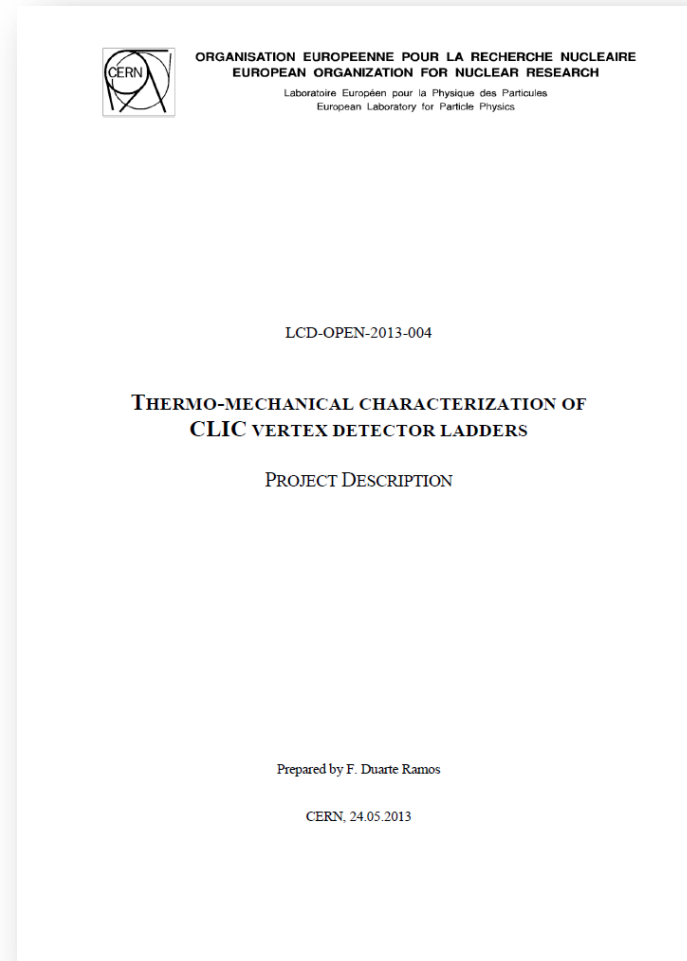 CERN
ORGANISATION EUROPEENNE POUR LA RECHERCHE NUCLEAIRE
EUROPEAN ORGANIZATION FOR NUCLEAR RESEARCH
Laboratoire Européen pour la Physique des Particules
European Laboratory for Particle Physics
LCD-OPEN-2013-004
THERMO-MECHANICAL CHARACTERIZATION OF
CLIC VERTEX DETECTOR LADDERS
PROJECT DESCRIPTION
Prepared by F. Duarte Ramos
CERN, 24.05.2013